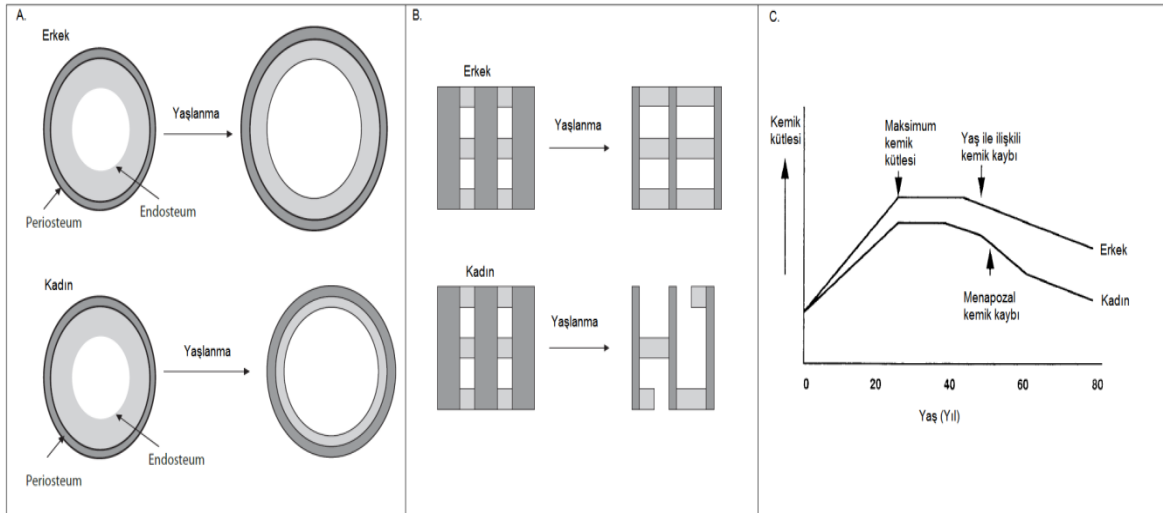 A.
Erkek
Yaşlanma
Periosteum
Endosteum
Kadın
Yaşlanma
Periosteum
Endosteum
B.
Erkek
Yaşlanma
Kadın
Yaşlanma
C.
Kemik
kütlesi
Maksimum
kemik
kütlesi
Yaş ile ilişkili
kemik kaybı
Erkek
Kadın
Menapozal
kemik kaybı
0
20
40
60
80
Yaş (Yıl)